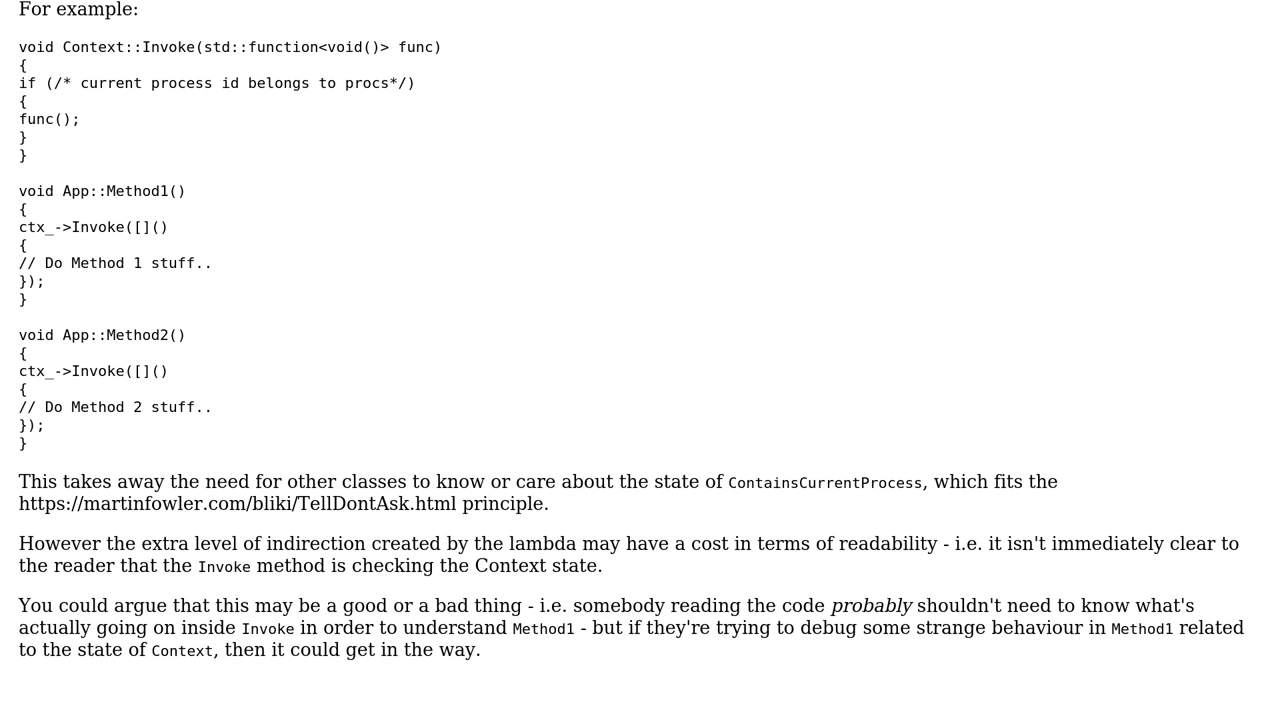 For example:
void Context::Invoke(std::function<void()> func)
{
if (/* current process id belongs to procs*/)
{
func();
}
}
void App::Method1()
{
ctx_->Invoke([]()
{
// Do Method 1 stuff..
});
}
void App::Method2()
{
ctx_->Invoke([]()
{
// Do Method 2 stuff..
});
}
This takes away the need for other classes to know or care about the state of ContainsCurrentProcess, which fits the
https://martinfowler.com/bliki/TellDontAsk.html principle.
However the extra level of indirection created by the lambda may have a cost in terms of readability - i.e. it isn't immediately clear to
the reader that the Invoke method is checking the Context state.
You could argue that this may be a good or a bad thing - i.e. somebody reading the code probably shouldn't need to know what's
actually going on inside Invoke in order to understand Method1 - but if they're trying to debug some strange behaviour in Method1 related
to the state of Context, then it could get in the way.